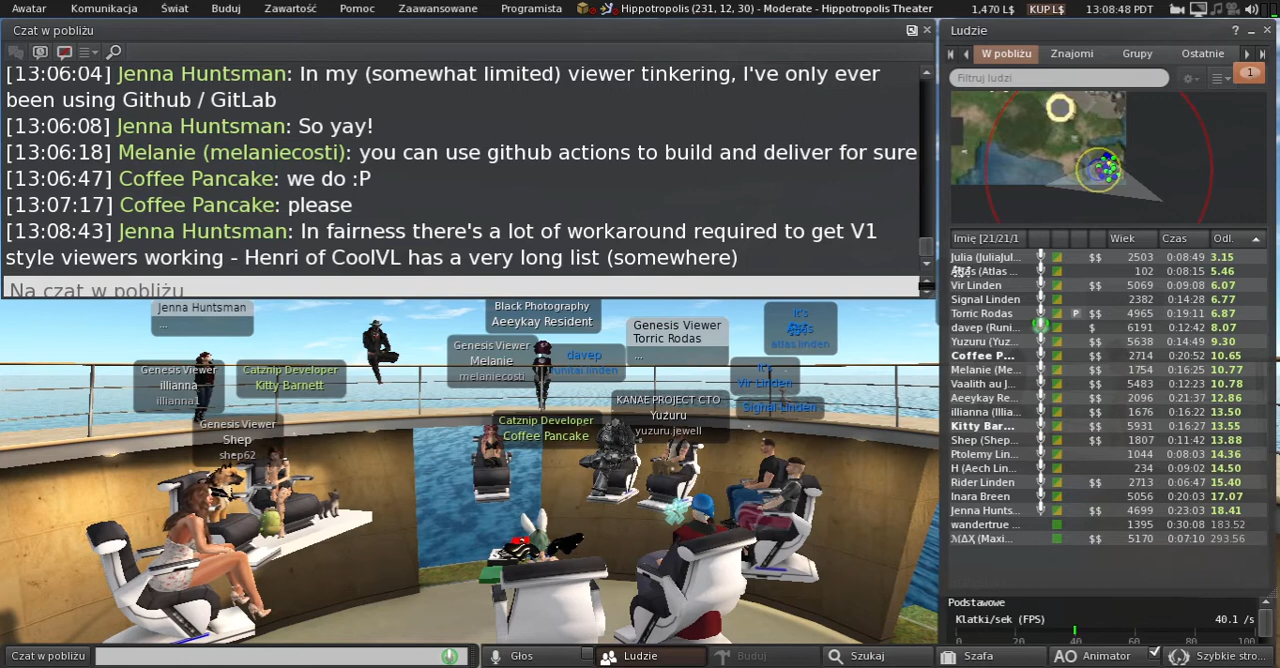 Awatar Komunikacja Świat Buduj Zawartość Pomoc Zaawansowane Programista Hippotropolis (231, 12, 30) - Moderate - Hippotropolis Theater 1,470 L$ KUP L$ 13:08:48 PDT
Czat w pobliżu
[13:06:04] Jenna Huntsman: In my (somewhat limited) viewer tinkering, I've only ever
been using Github / GitLab
[13:06:08] Jenna Huntsman: So yay!
[13:06:18] Melanie (melaniecosti): you can use github actions to build and deliver for sure
[13:06:47] Coffee Pancake: we do :P
[13:07:17] Coffee Pancake: please
[13:08:43] Jenna Huntsman: In fairness there's a lot of workaround required to get V1
style viewers working - Henri of CoolVL has a very long list (somewhere)
Na czat w pobliżu
Jenna Huntsman
...
Black Photography
Aeeykay Resident
Genesis Viewer
Torric Rodas
...
It's
atlas.linden
Genesis Viewer
Melanie
melaniecosti
davep
runitai.linden
It's
Vir Linden
Signal Linden
Genesis Viewer
illianna
illianna1
Catznip Developer
Kitty Barnett
KANAE PROJECT CTO
Yuzuru
yuzuru.jewell
Catznip Developer
Coffee Pancake
Genesis Viewer
Shep
shep62
Ludzie
W pobliżu Znajomi Grupy Ostatnie
Filtruj ludzi
1
Imię [21/21/1 Wiek Czas Odl.
Julia (JuliaJul... $$ 2503 0:08:49 3.15
(Atlas ... 102 0:08:15 5.46
Vir Linden $$ 5069 0:09:08 6.07
Signal Linden 2382 0:14:28 6.77
Torric Rodas P $$ 4965 0:19:11 6.87
davep (Runi... $ 6191 0:12:42 8.07
Yuzuru (Yuz... $$ 5638 0:14:49 9.30
Coffee P... $$ 2714 0:20:52 10.65
Melanie (Me... $$ 1754 0:16:25 10.77
Vaalith au J... $$ 5483 0:12:23 10.78
Aeeykay Res... $$ 2096 0:21:37 12.86
illianna (Illia... $$ 1676 0:16:22 13.50
Kitty Bar... $$ 5931 0:16:27 13.55
Shep (Shep... $$ 1807 0:11:42 13.88
Ptolemy Lin... 1044 0:08:03 14.36
H (Aech Lin... 234 0:09:02 14.50
Rider Linden $$ 2713 0:06:47 15.40
Inara Breen 5056 0:20:03 17.07
Jenna Hunts... $$ 4699 0:23:03 18.41
wandertrue ... 1395 0:30:08 183.52
(Maxi... $$ 5170 0:07:10 293.56
Podstawowe
Klatki/sek (FPS) 40.1 /s
0 20 40 60 80 100
Czat w pobliżu Głos Ludzie Buduj Szukaj Szafa AO Animator Szybkie stro...